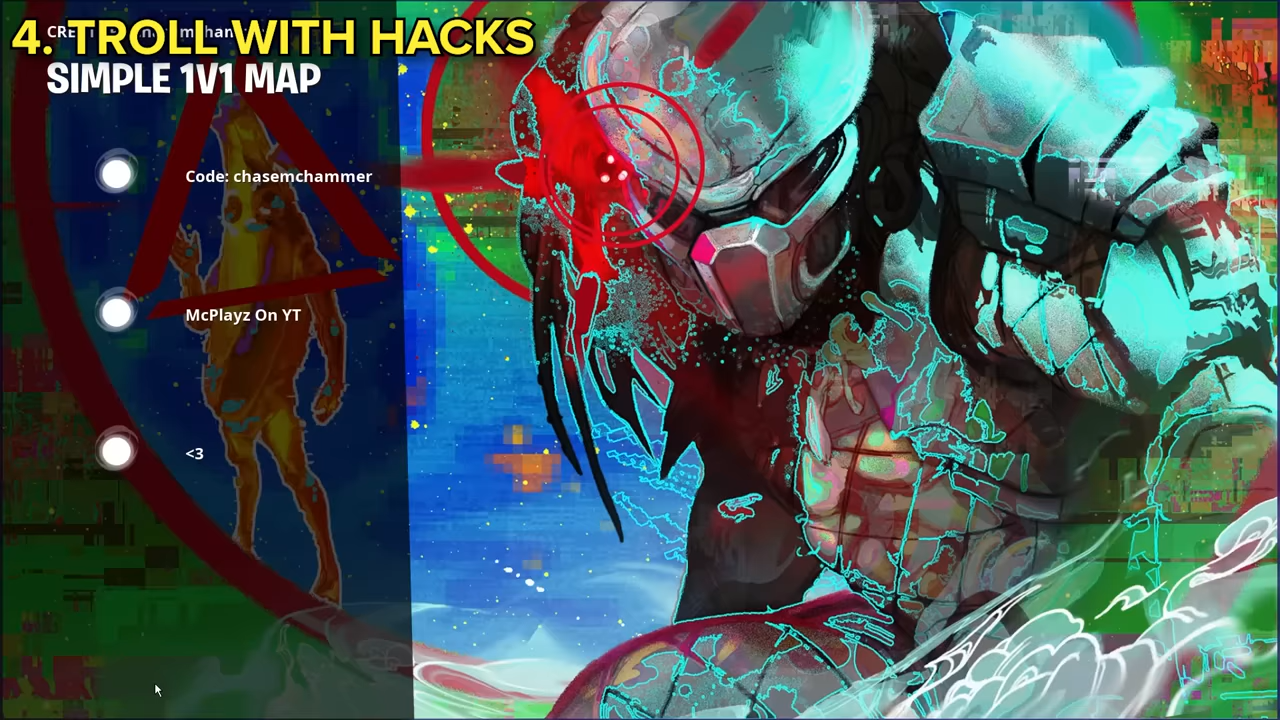 4. TROLL WITH HACKS
SIMPLE 1V1 MAP
Code: chasemchammer
McPlayz On YT
<3